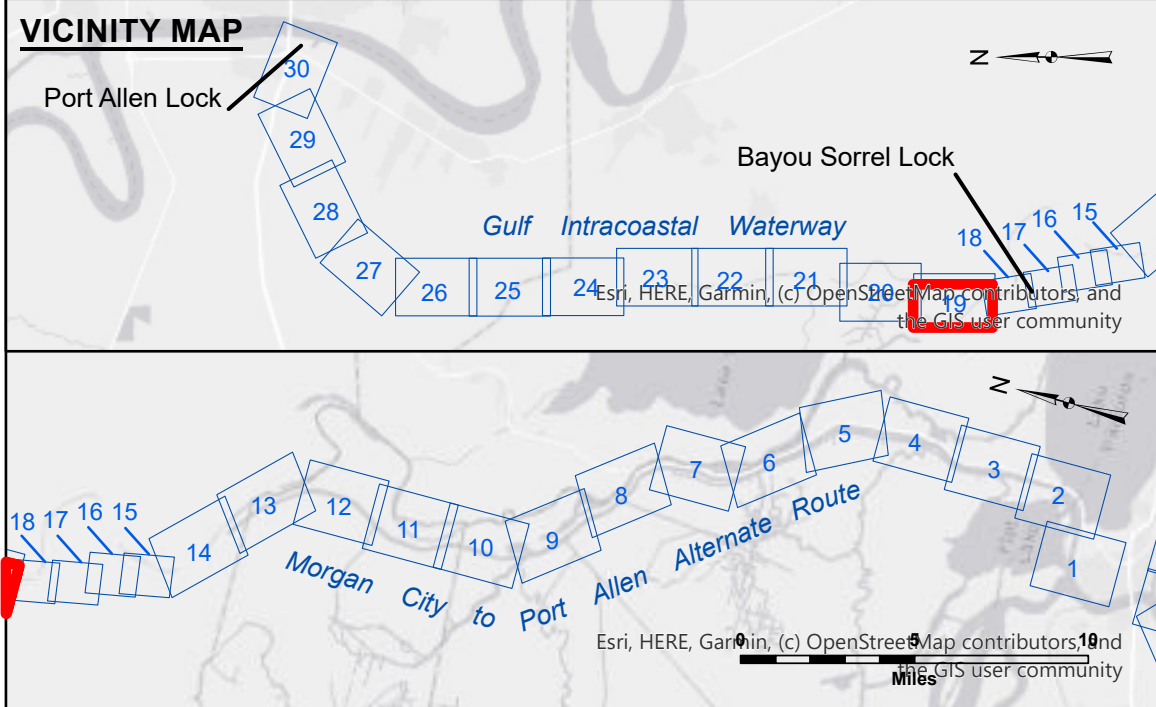 VICINITY MAP
N
30
Port Allen Lock
29
Bayou Sorrel Lock
28
15
16
17
18
Gulf Intracoastal Waterway
27
26
25
24
23
22
21
20
19
Esri, HERE, Garmin, (c) OpenStreetMap contributors, and
the GIS user community
N
5
4
3
2
1
6
7
8
9
10
11
12
13
14
15
16
17
18
Morgan City to Port Allen Alternate Route
0 5 10
Miles
Esri, HERE, Garmin, (c) OpenStreetMap contributors, and
the GIS user community